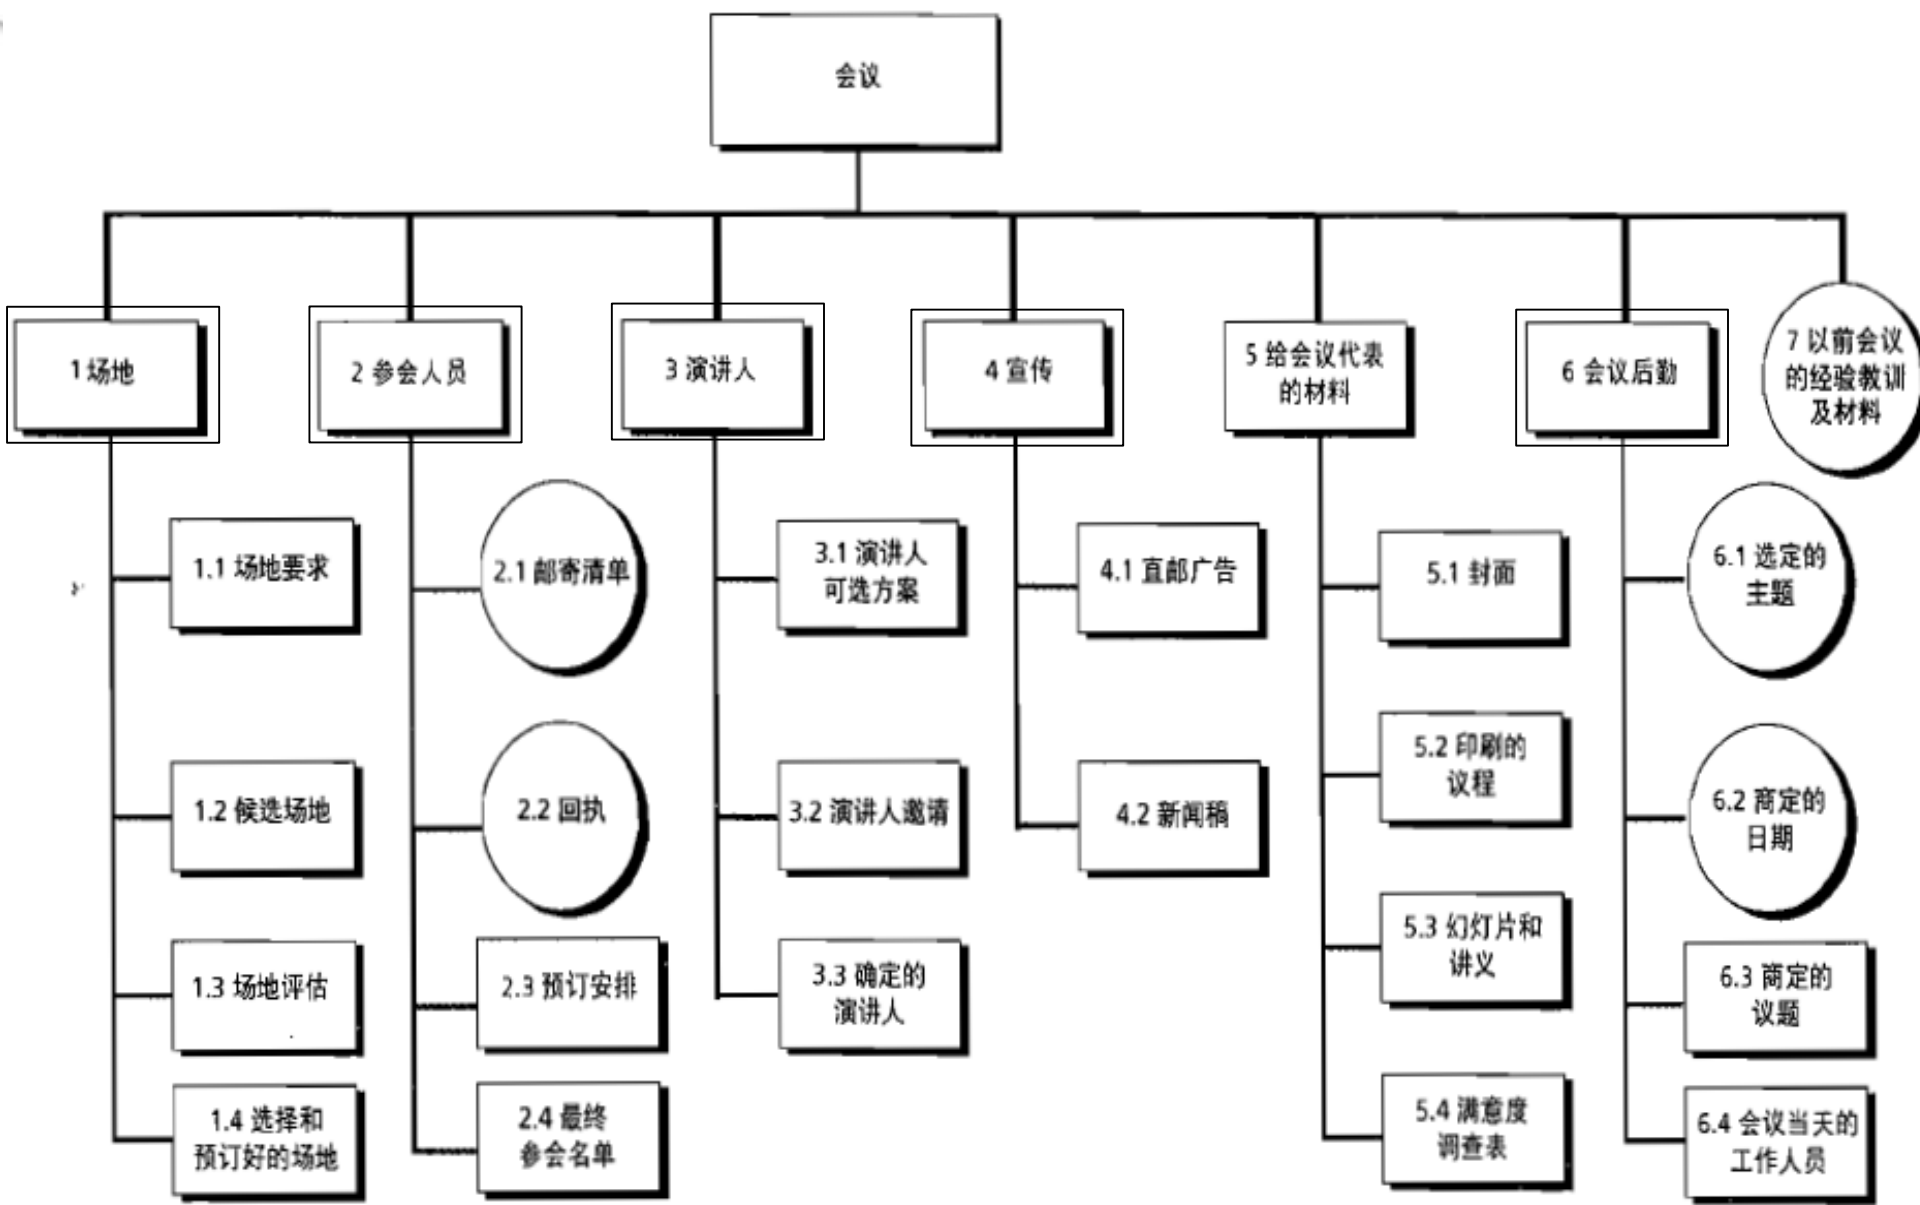 会议
1 场地
2 参会人员
3 演讲人
4 宣传
5 给会议代表
的材料
6 会议后勤
7 以前会议
的经验教训
及材料
1.1 场地要求
1.2 候选场地
1.3 场地评估
1.4 选择和
预订好的场地
2.1 邮寄清单
2.2 回执
2.3 预订安排
2.4 最终
参会名单
3.1 演讲人
可选方案
3.2 演讲人邀请
3.3 确定的
演讲人
4.1 直邮广告
4.2 新闻稿
5.1 封面
5.2 印刷的
议程
5.3 幻灯片和
讲义
5.4 满意度
调查表
6.1 选定的
主题
6.2 商定的
日期
6.3 商定的
议题
6.4 会议当天的
工作人员